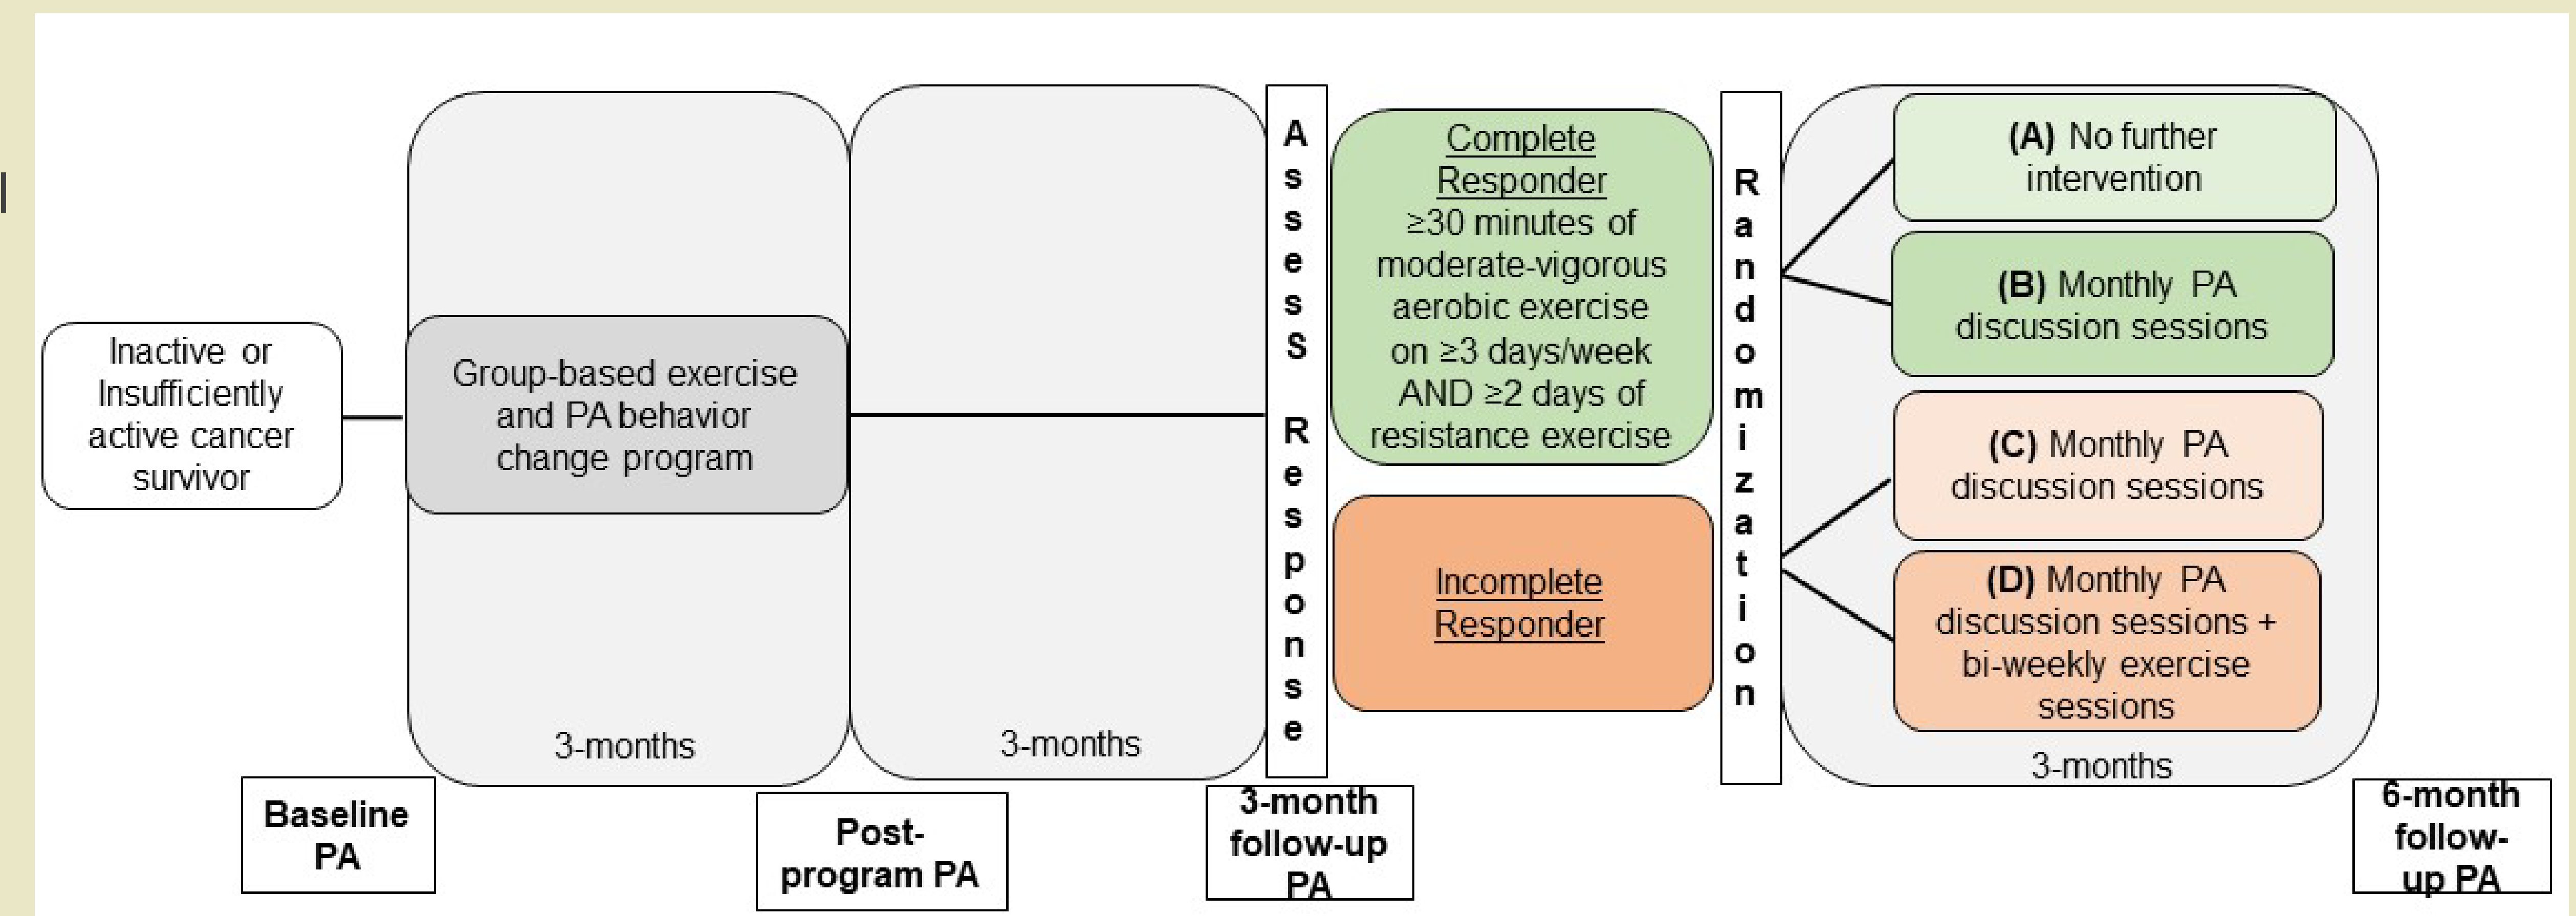 Inactive or
Insufficiently
active cancer
survivor
Group-based exercise
and PA behavior
change program
3-months
3-months
Assess Response
Complete
Responder
≥30 minutes of
moderate-vigorous
aerobic exercise
on ≥3 days/week
AND ≥2 days of
resistance exercise
Incomplete
Responder
Randomization
(A) No further
intervention
(B) Monthly PA
discussion sessions
(C) Monthly PA
discussion sessions
(D) Monthly PA
discussion sessions +
bi-weekly exercise
sessions
3-months
Baseline
PA
Post-
program PA
3-month
follow-up
PA
6-month
follow-
up PA